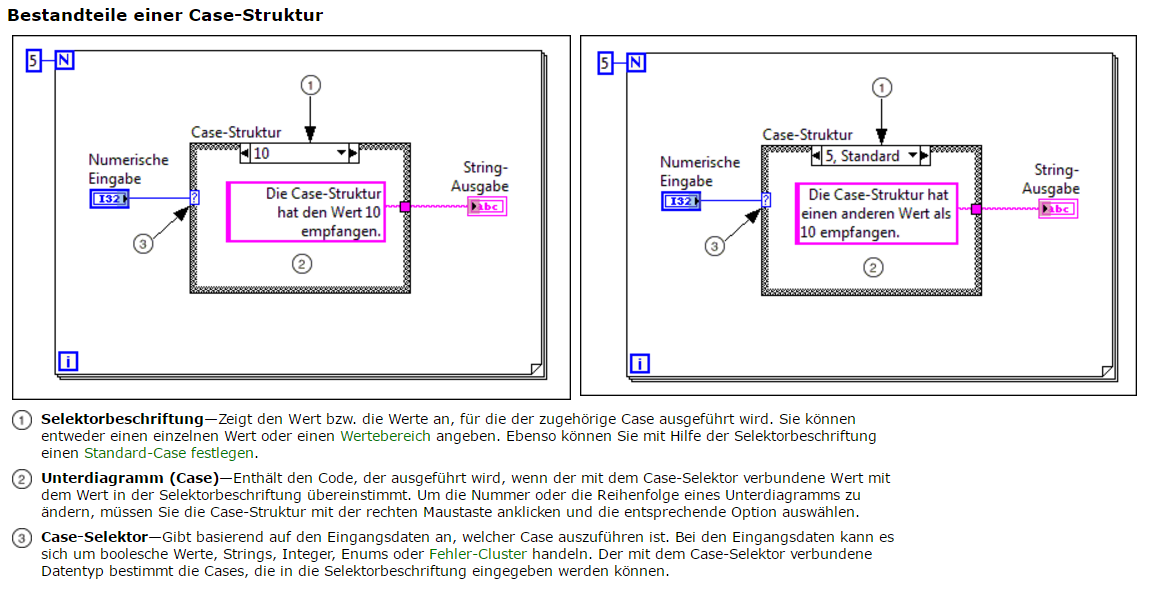 Bestandteile einer Case-Struktur
5
N
1
Case-Struktur
10
Numerische
Eingabe
I32
?
Die Case-Struktur
hat den Wert 10
empfangen.
String-
Ausgabe
abc
3
2
i
5
N
1
Case-Struktur
5, Standard
Numerische
Eingabe
I32
?
Die Case-Struktur hat
einen anderen Wert als
10 empfangen.
String-
Ausgabe
abc
3
2
i
1 Selektorbeschriftung—Zeigt den Wert bzw. die Werte an, für die der zugehörige Case ausgeführt wird. Sie können
entweder einen einzelnen Wert oder einen Wertebereich angeben. Ebenso können Sie mit Hilfe der Selektorbeschriftung
einen Standard-Case festlegen.
2 Unterdiagramm (Case)—Enthält den Code, der ausgeführt wird, wenn der mit dem Case-Selektor verbundene Wert mit
dem Wert in der Selektorbeschriftung übereinstimmt. Um die Nummer oder die Reihenfolge eines Unterdiagramms zu
ändern, müssen Sie die Case-Struktur mit der rechten Maustaste anklicken und die entsprechende Option auswählen.
3 Case-Selektor—Gibt basierend auf den Eingangsdaten an, welcher Case auszuführen ist. Bei den Eingangsdaten kann es
sich um boolesche Werte, Strings, Integer, Enums oder Fehler-Cluster handeln. Der mit dem Case-Selektor verbundene
Datentyp bestimmt die Cases, die in die Selektorbeschriftung eingegeben werden können.